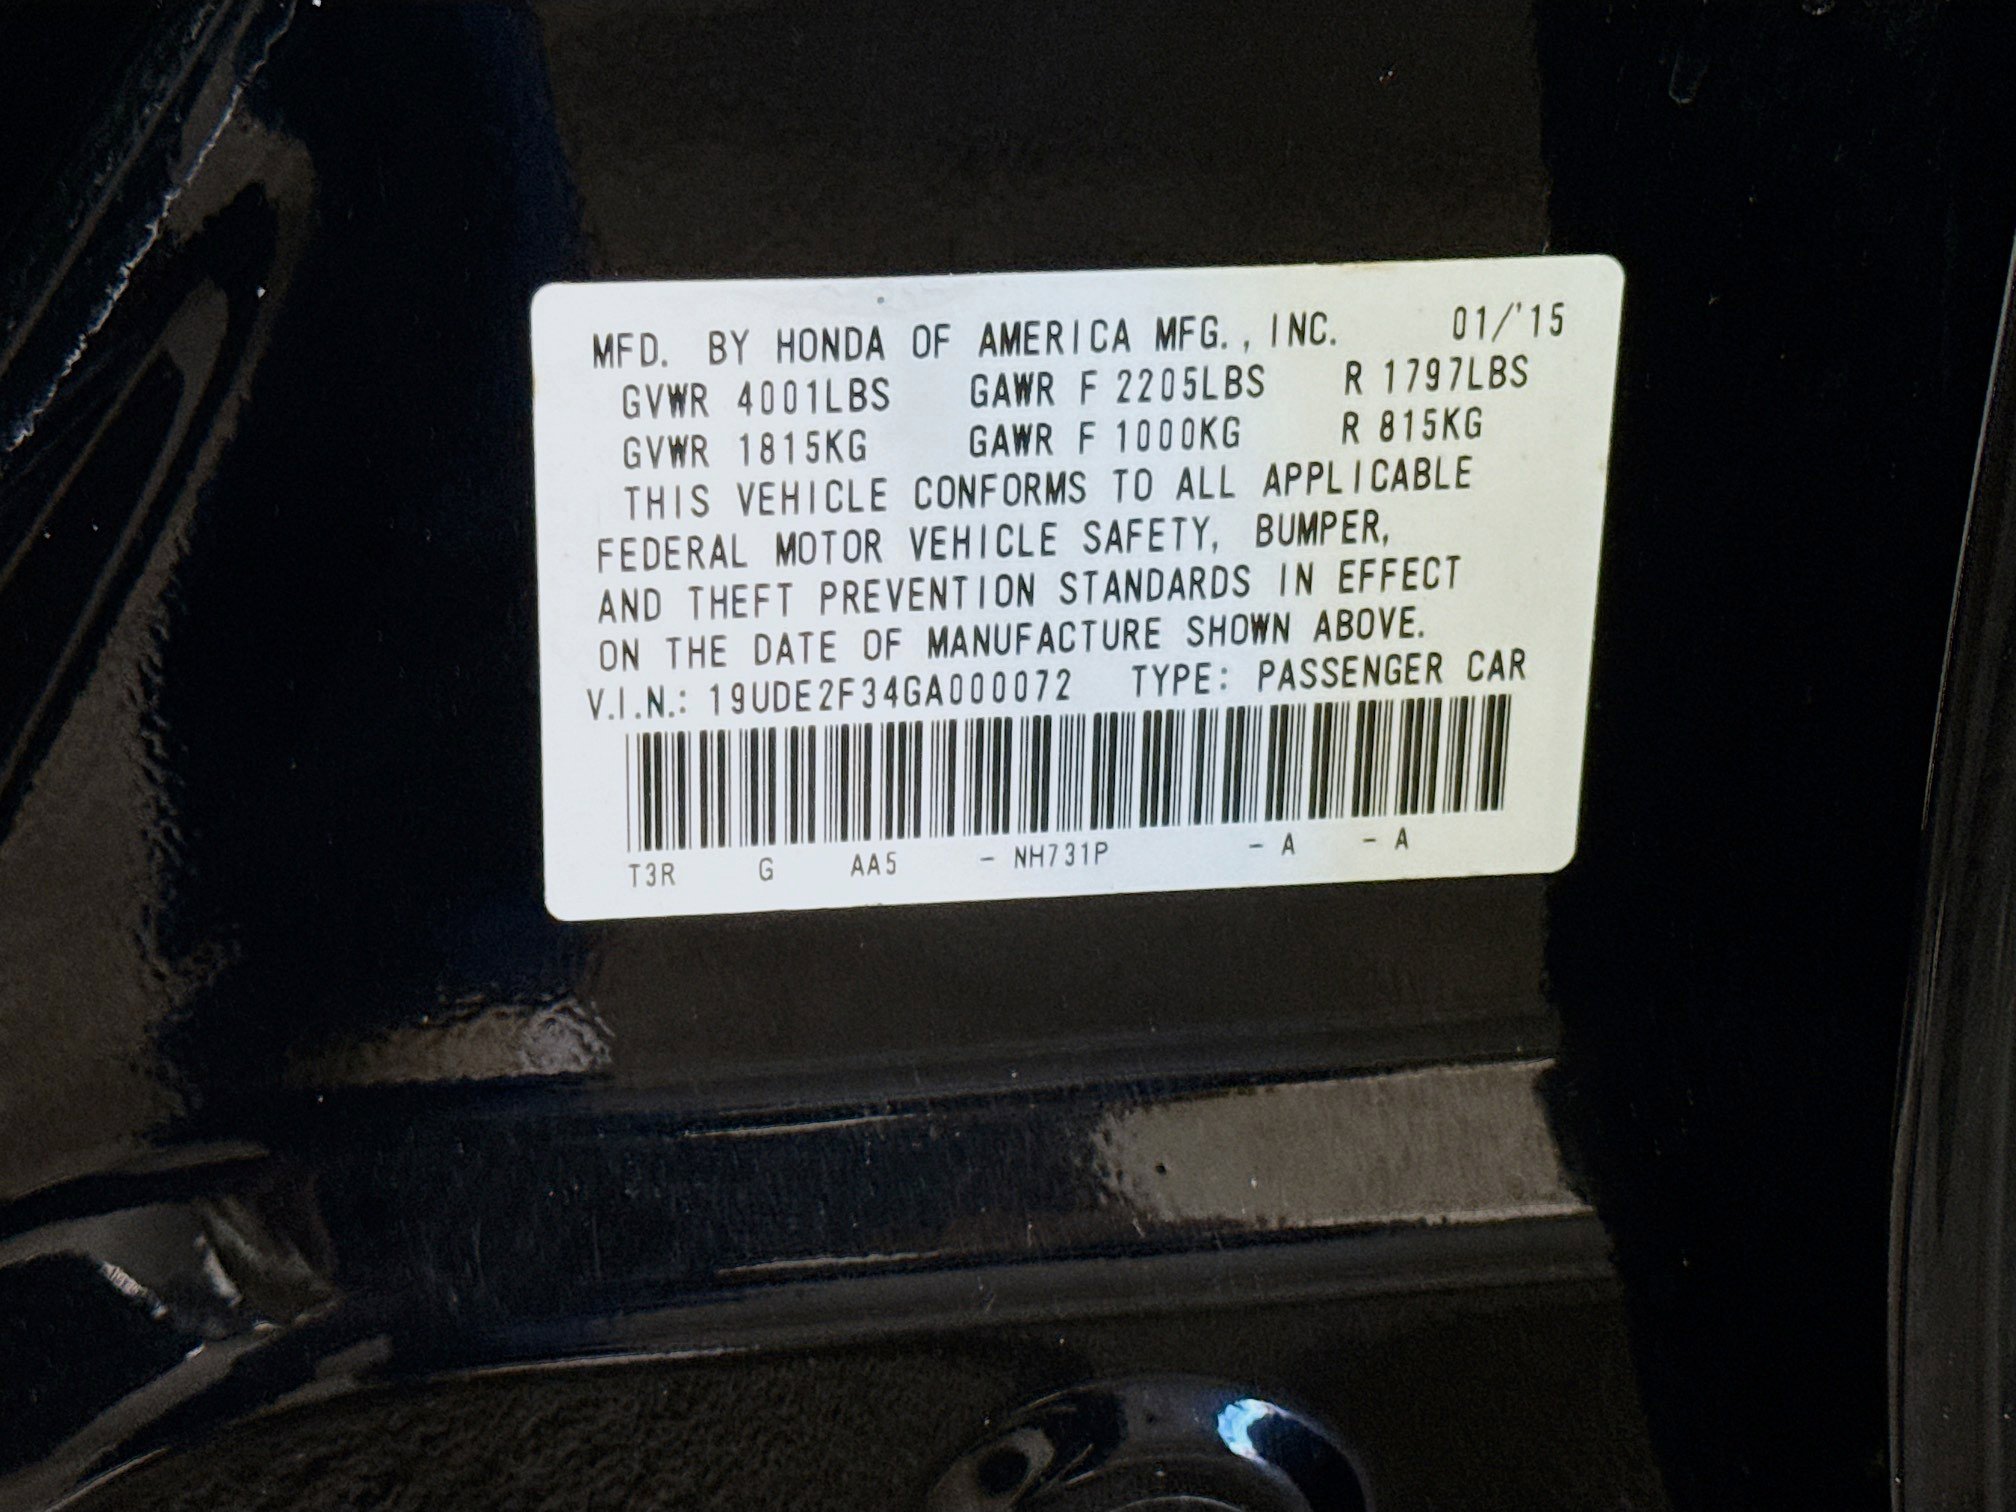 MFD. BY HONDA OF AMERICA MFG., INC. 01/'15
GVWR 4001LBS GAWR F 2205LBS R 1797LBS
GVWR 1815KG GAWR F 1000KG R 815KG
THIS VEHICLE CONFORMS TO ALL APPLICABLE
FEDERAL MOTOR VEHICLE SAFETY, BUMPER,
AND THEFT PREVENTION STANDARDS IN EFFECT
ON THE DATE OF MANUFACTURE SHOWN ABOVE.
V.I.N.: 19UDE2F34GA000072 TYPE: PASSENGER CAR
T3R G AA5 - NH731P - A - A